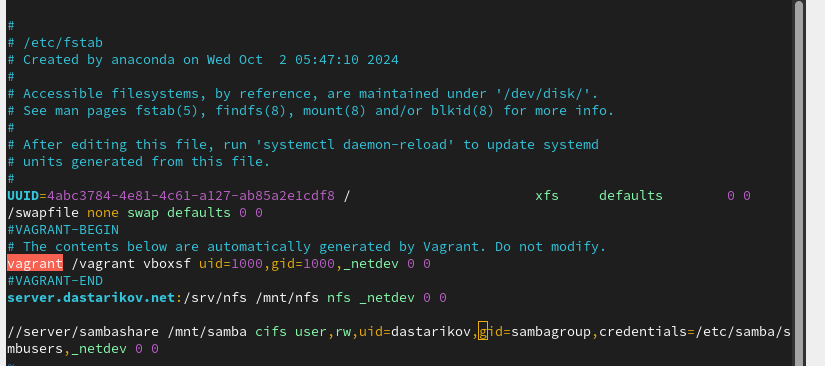 #
# /etc/fstab
# Created by anaconda on Wed Oct  2 05:47:10 2024
#
# Accessible filesystems, by reference, are maintained under '/dev/disk/'.
# See man pages fstab(5), findfs(8), mount(8) and/or blkid(8) for more info.
#
# After editing this file, run 'systemctl daemon-reload' to update systemd
# units generated from this file.
#
UUID=4abc3784-4e81-4c61-a127-ab85a2e1cdf8 /                       xfs     defaults        0 0
/swapfile none swap defaults 0 0
#VAGRANT-BEGIN
# The contents below are automatically generated by Vagrant. Do not modify.
vagrant /vagrant vboxsf uid=1000,gid=1000,_netdev 0 0
#VAGRANT-END
server.dastarikov.net:/srv/nfs /mnt/nfs nfs _netdev 0 0
//server/sambashare /mnt/samba cifs user,rw,uid=dastarikov,gid=sambagroup,credentials=/etc/samba/s
mbusers,_netdev 0 0